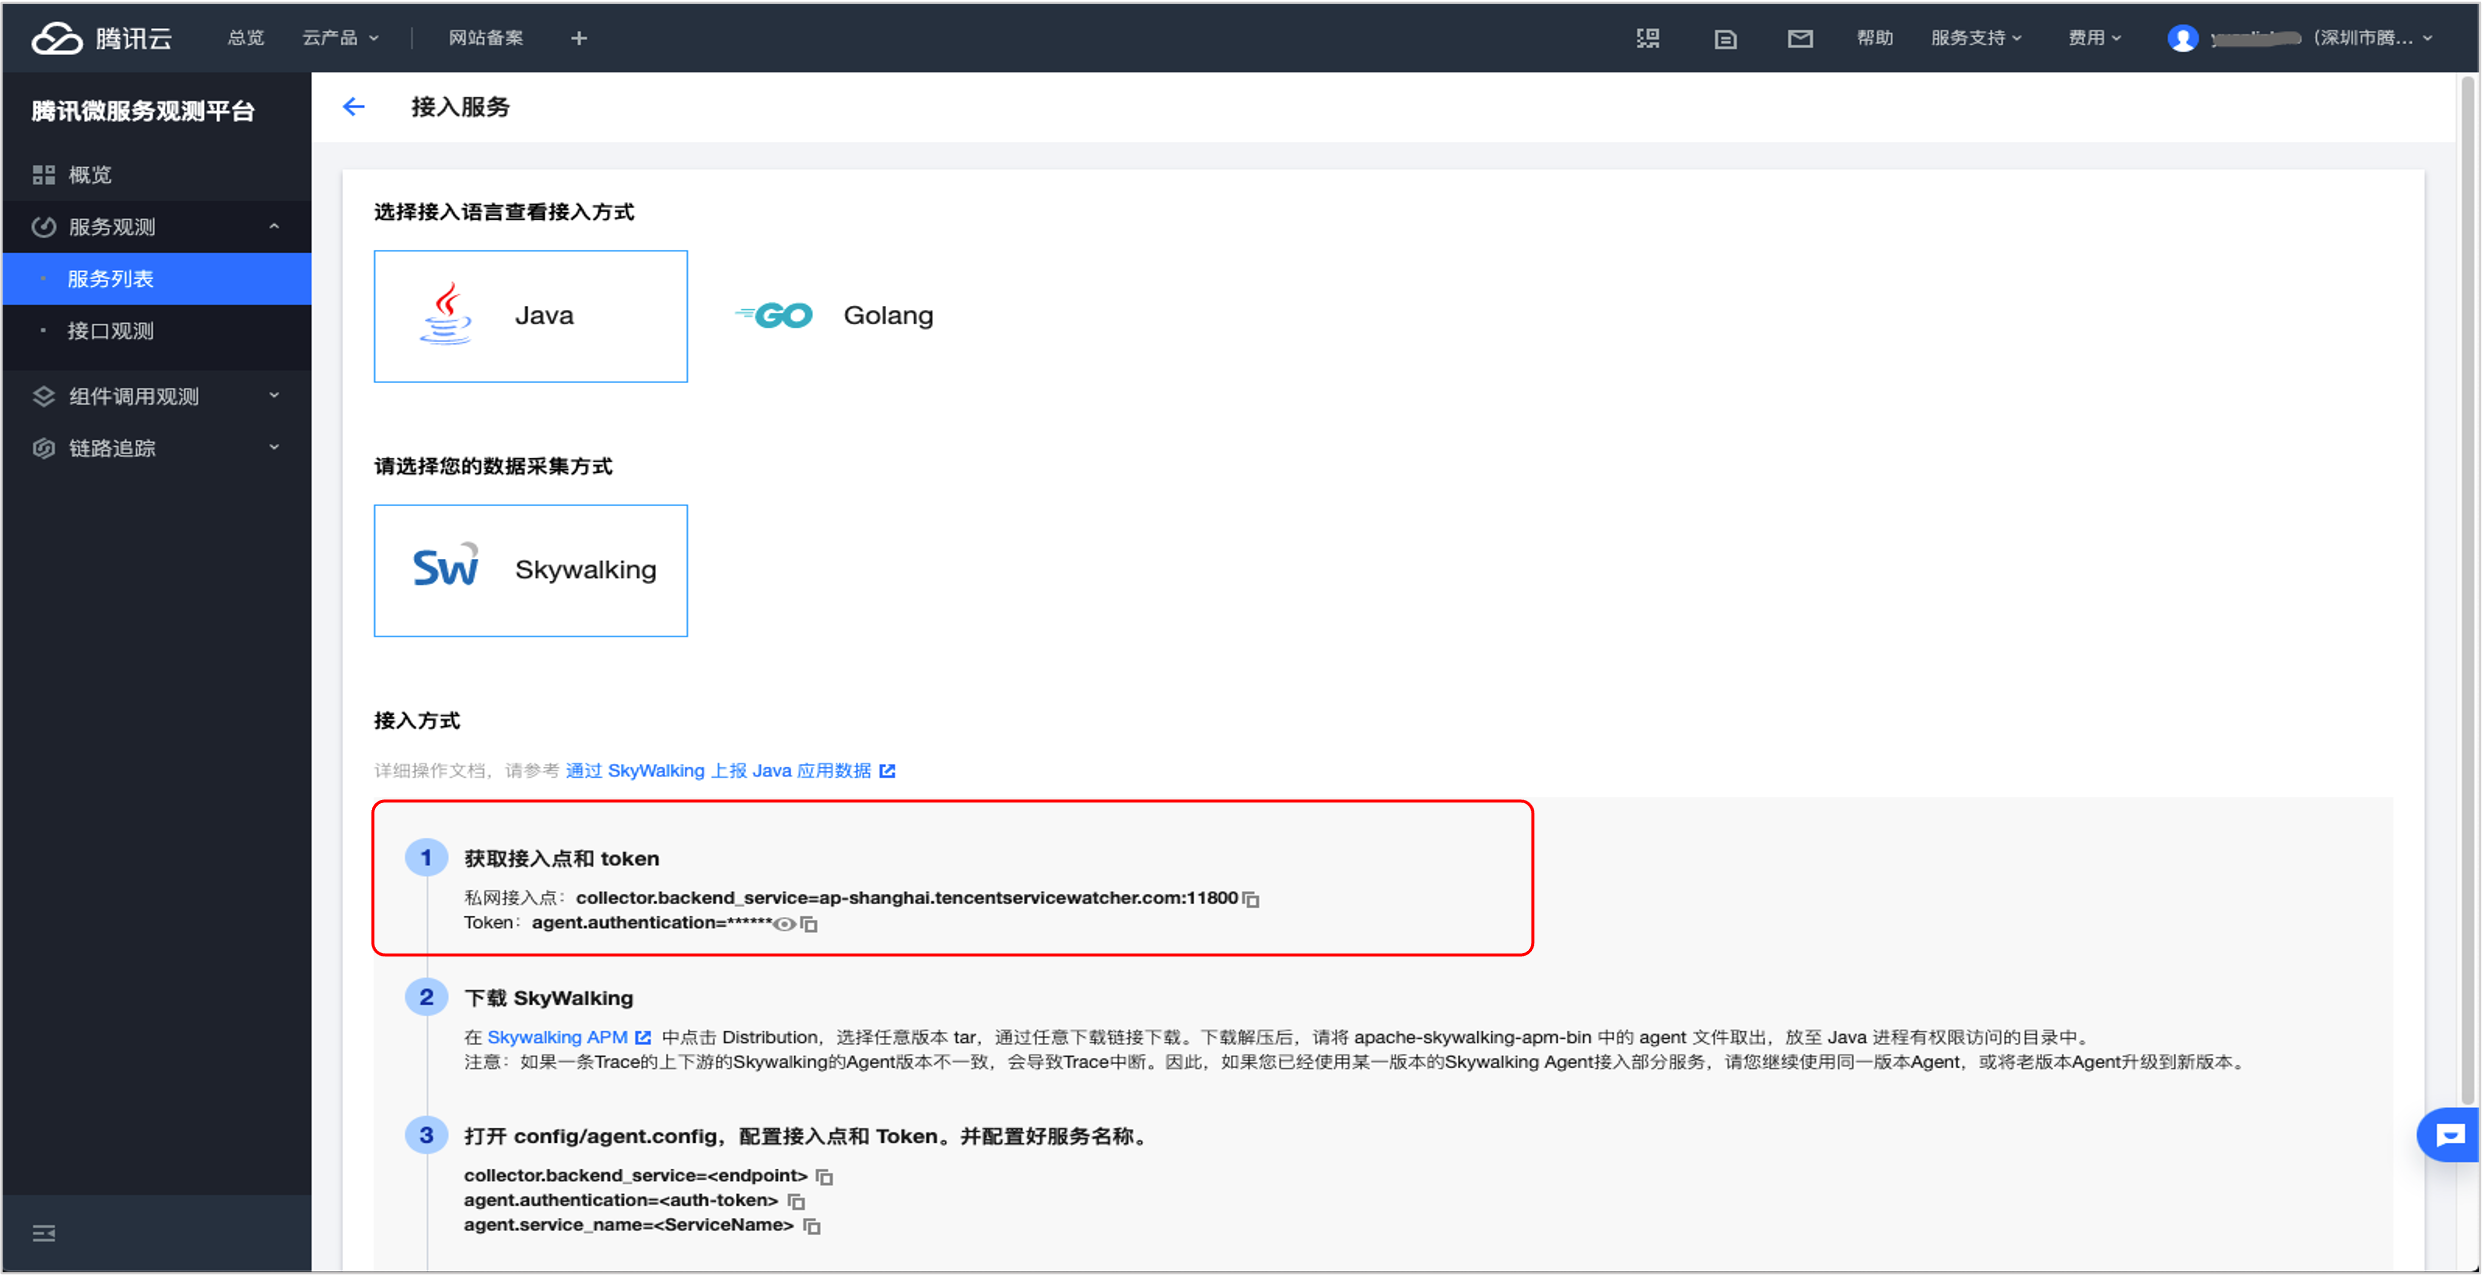 腾讯云 总览 云产品 网站备案 + 帮助 服务支持 费用 (深圳市腾...
腾讯微服务观测平台
概览
服务观测
服务列表
接口观测
组件调用观测
链路追踪
接入服务
选择接入语言查看接入方式
Java
GO Golang
请选择您的数据采集方式
Sw Skywalking
接入方式
详细操作文档，请参考 通过 SkyWalking 上报 Java 应用数据
1 获取接入点和 token
私网接入点：collector.backend_service=ap-shanghai.tencentservicewatcher.com:11800
Token：agent.authentication=******
2 下载 SkyWalking
在 Skywalking APM 中点击 Distribution，选择任意版本 tar，通过任意下载链接下载。下载解压后，请将 apache-skywalking-apm-bin 中的 agent 文件取出，放至 Java 进程有权限访问的目录中。
注意：如果一条Trace的上下游的Skywalking的Agent版本不一致，会导致Trace中断。因此，如果您已经使用某一版本的Skywalking Agent接入部分服务，请您继续使用同一版本Agent，或将老版本Agent升级到新版本。
3 打开 config/agent.config，配置接入点和 Token。并配置好服务名称。
collector.backend_service=<endpoint>
agent.authentication=<auth-token>
agent.service_name=<ServiceName>